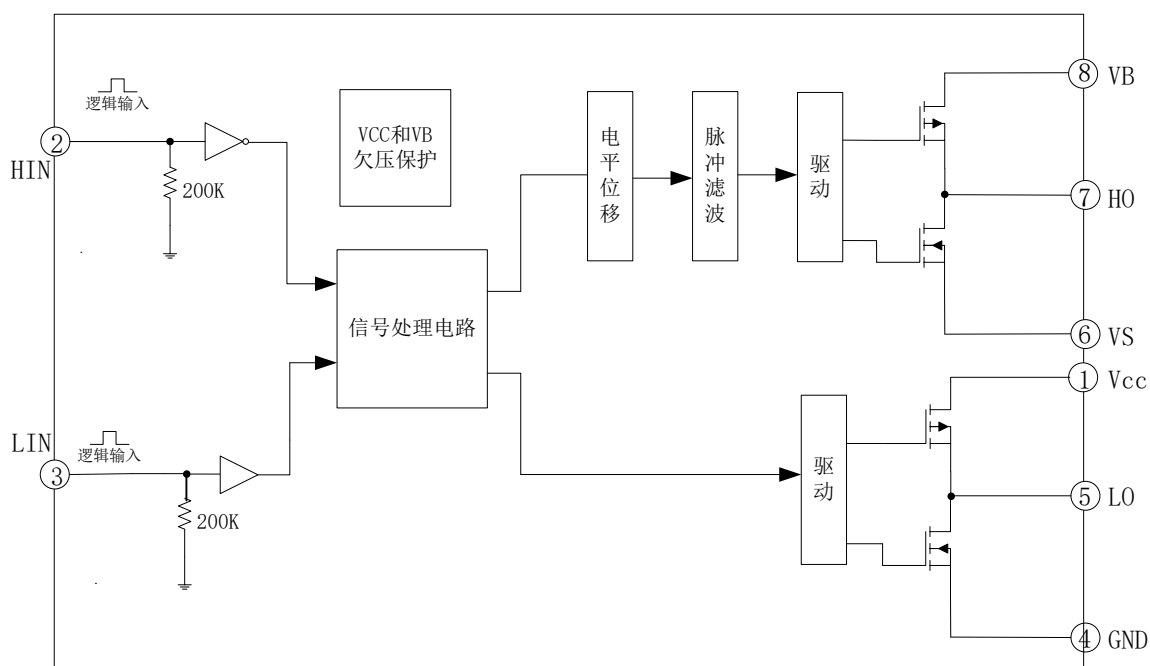 逻辑输入
2
HIN
200K
VCC和VB
欠压保护
电平位移
脉冲滤波
驱动
8 VB
7 HO
6 VS
信号处理电路
LIN
3
逻辑输入
200K
驱动
1 Vcc
5 LO
4 GND